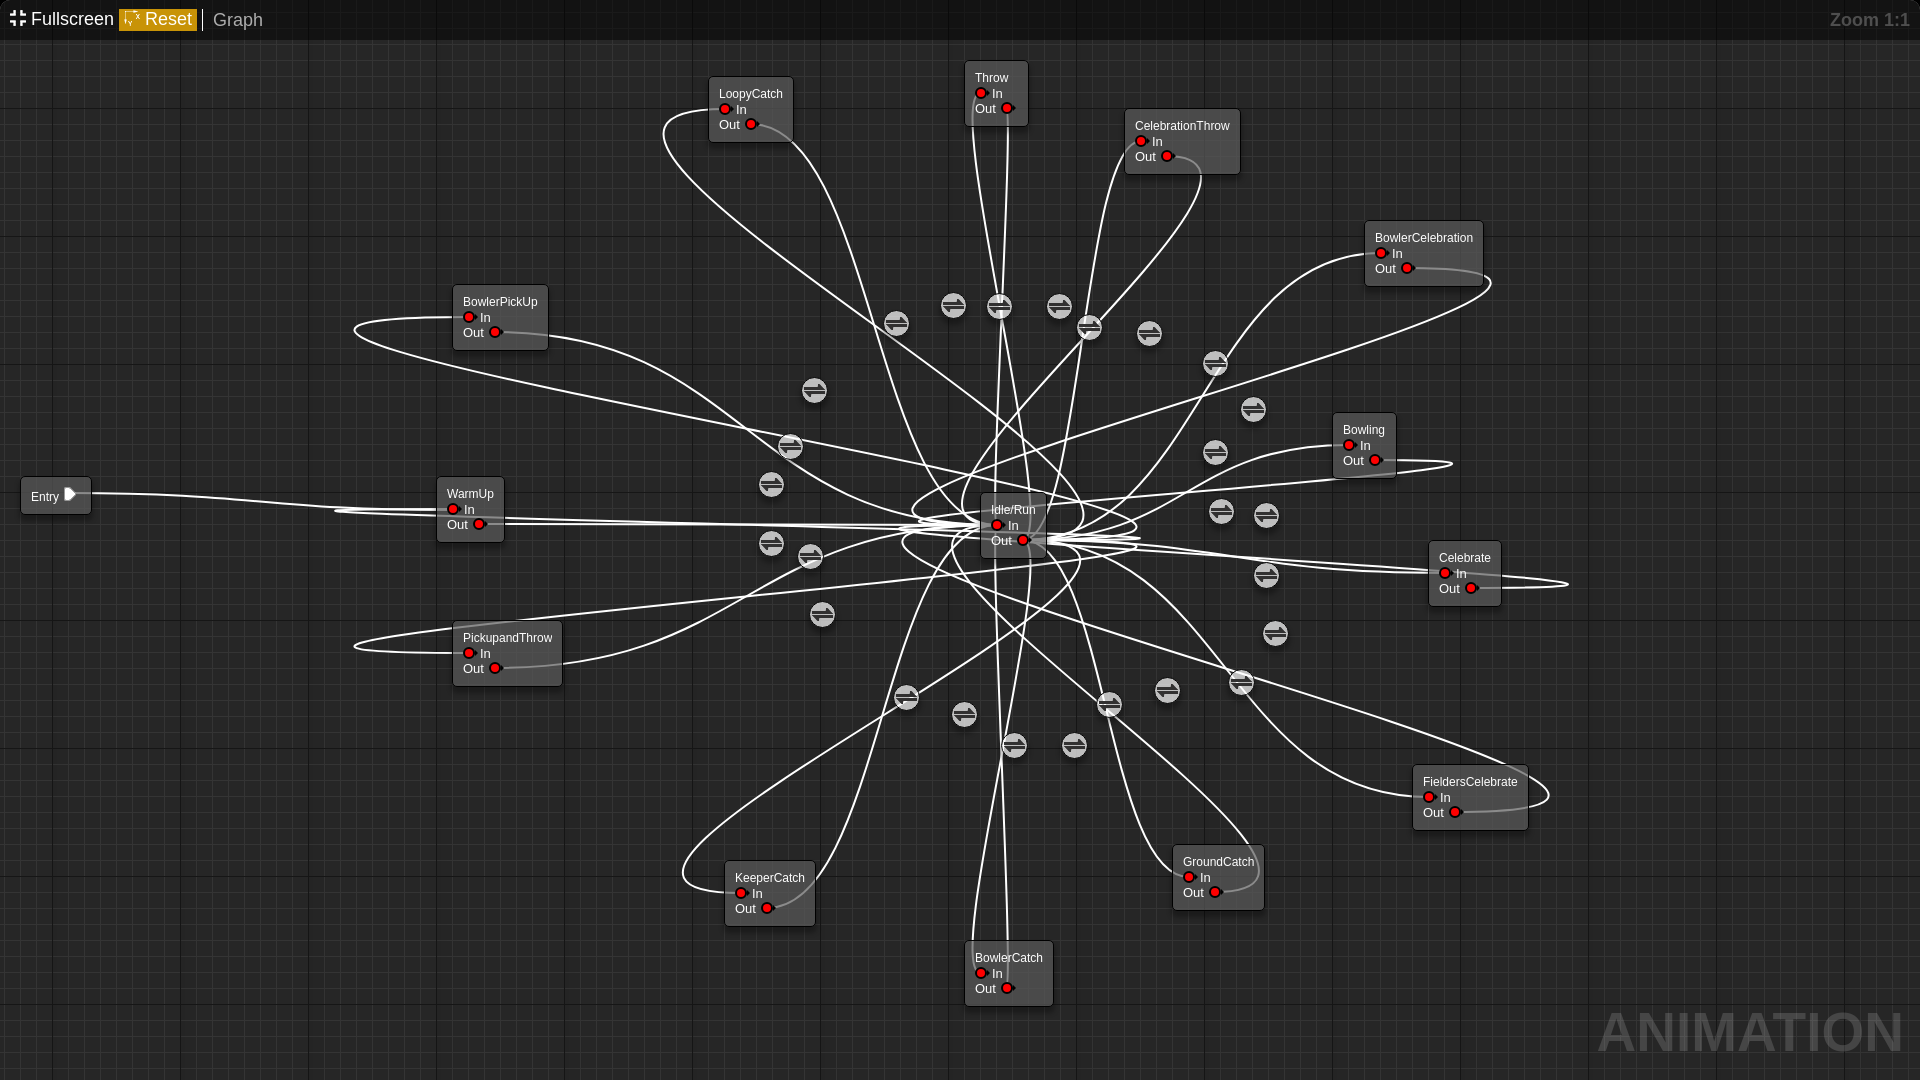 Fullscreen Reset Graph
Zoom 1:1
Throw
In
Out
LoopyCatch
In
Out
CelebrationThrow
In
Out
BowlerCelebration
In
Out
BowlerPickUp
In
Out
Bowling
In
Out
Entry
WarmUp
In
Out
Idle/Run
In
Out
Celebrate
In
Out
PickupandThrow
In
Out
FieldersCelebrate
In
Out
GroundCatch
In
Out
KeeperCatch
In
Out
BowlerCatch
In
Out
ANIMATION